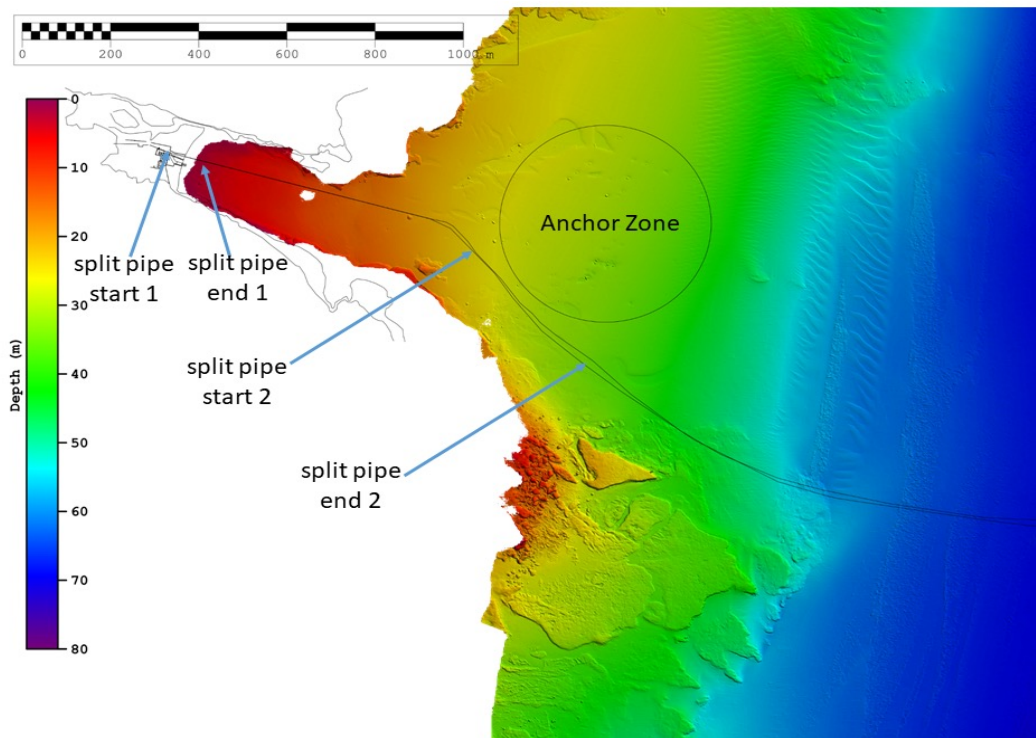 0 200 400 600 800 1000 m
0
10
20
30
40
50
60
70
80
Depth (m)
Anchor Zone
split pipe
start 1
split pipe
end 1
split pipe
start 2
split pipe
end 2